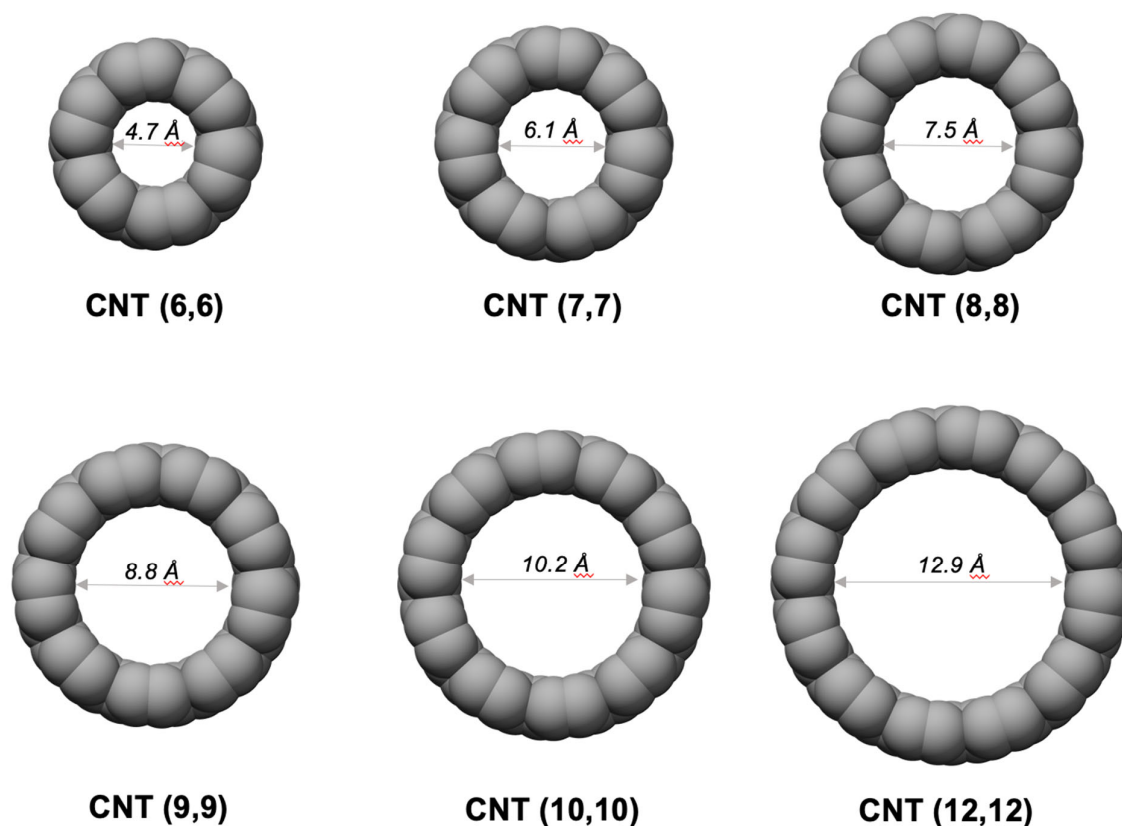 4.7 Å
6.1 Å
7.5 Å
CNT (6,6)
CNT (7,7)
CNT (8,8)
8.8 Å
10.2 Å
12.9 Å
CNT (9,9)
CNT (10,10)
CNT (12,12)